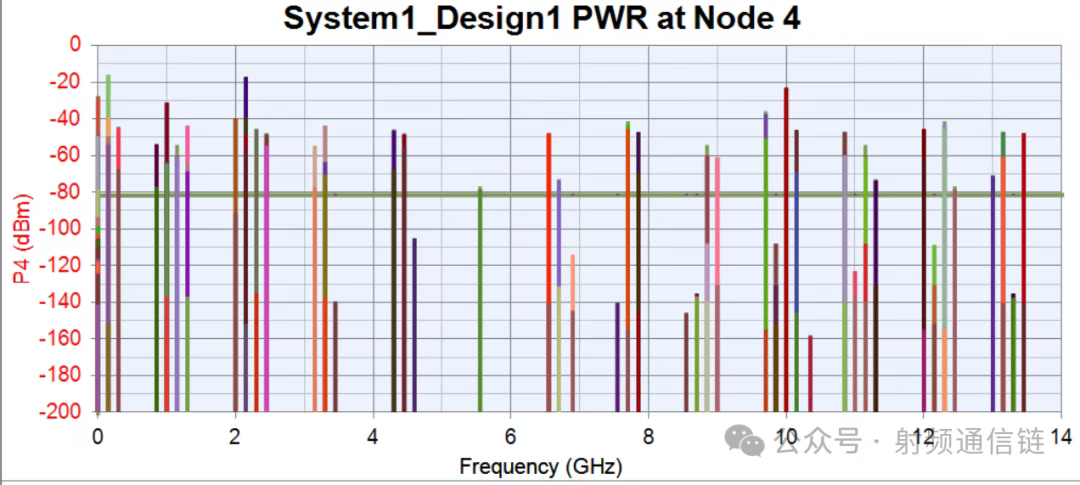 System1_Design1 PWR at Node 4
P4 (dBm)
0
-20
-40
-60
-80
-100
-120
-140
-160
-180
-200
0 2 4 6 8 10 12 14
公众号 · 射频通信链
Frequency (GHz)